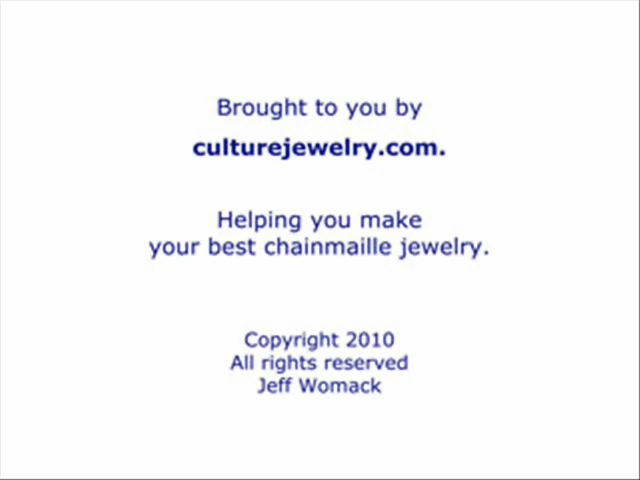 Brought to you by
culturejewelry.com.
Helping you make
your best chainmaille jewelry.
Copyright 2010
All rights reserved
Jeff Womack